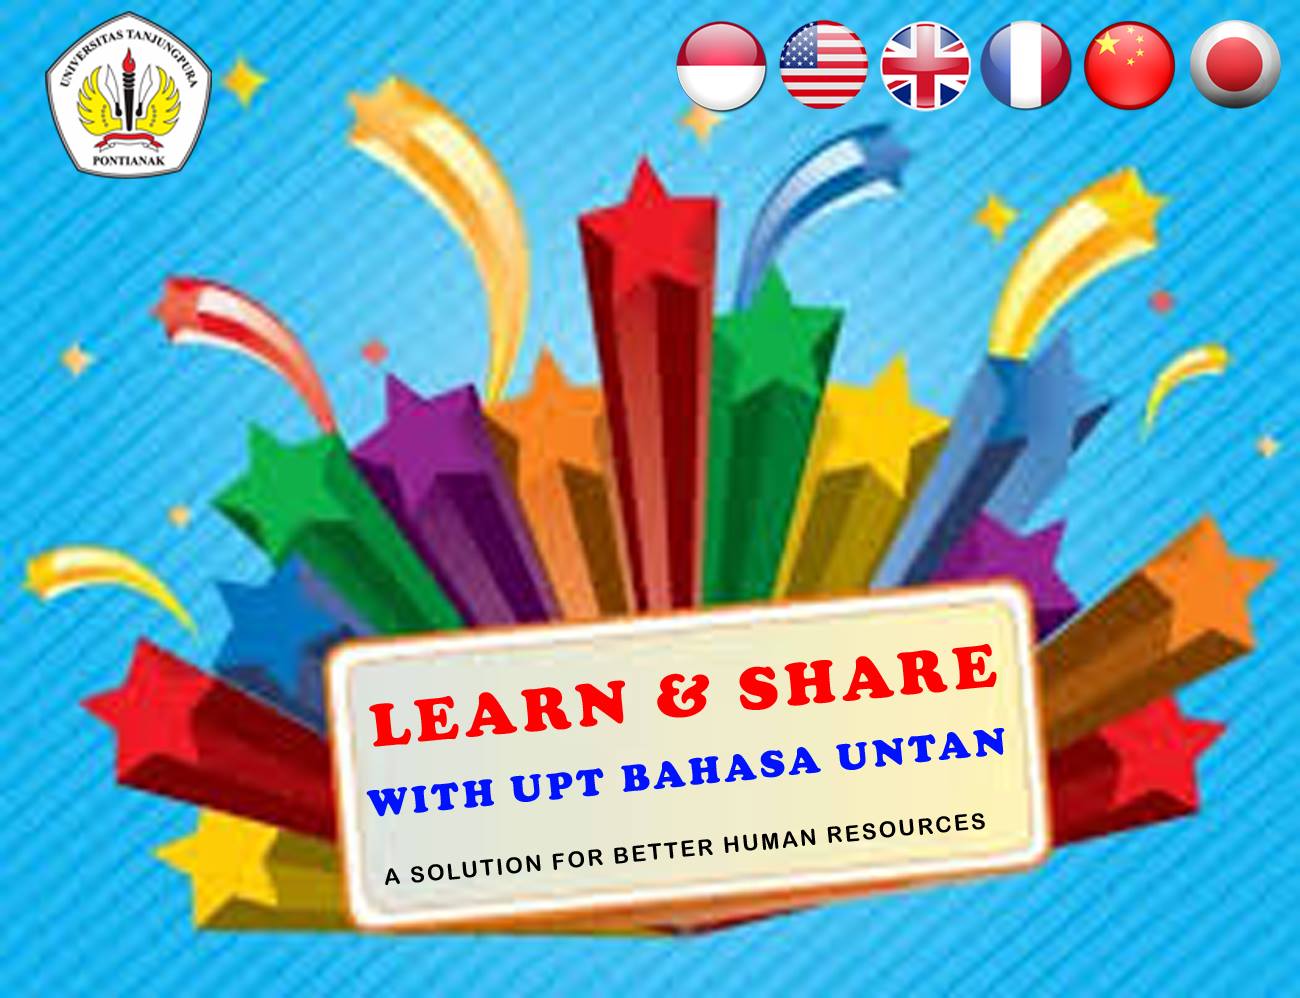 UNIVERSITAS TANJUNGPURA
PONTIANAK
LEARN & SHARE
WITH UPT BAHASA UNTAN
A SOLUTION FOR BETTER HUMAN RESOURCES